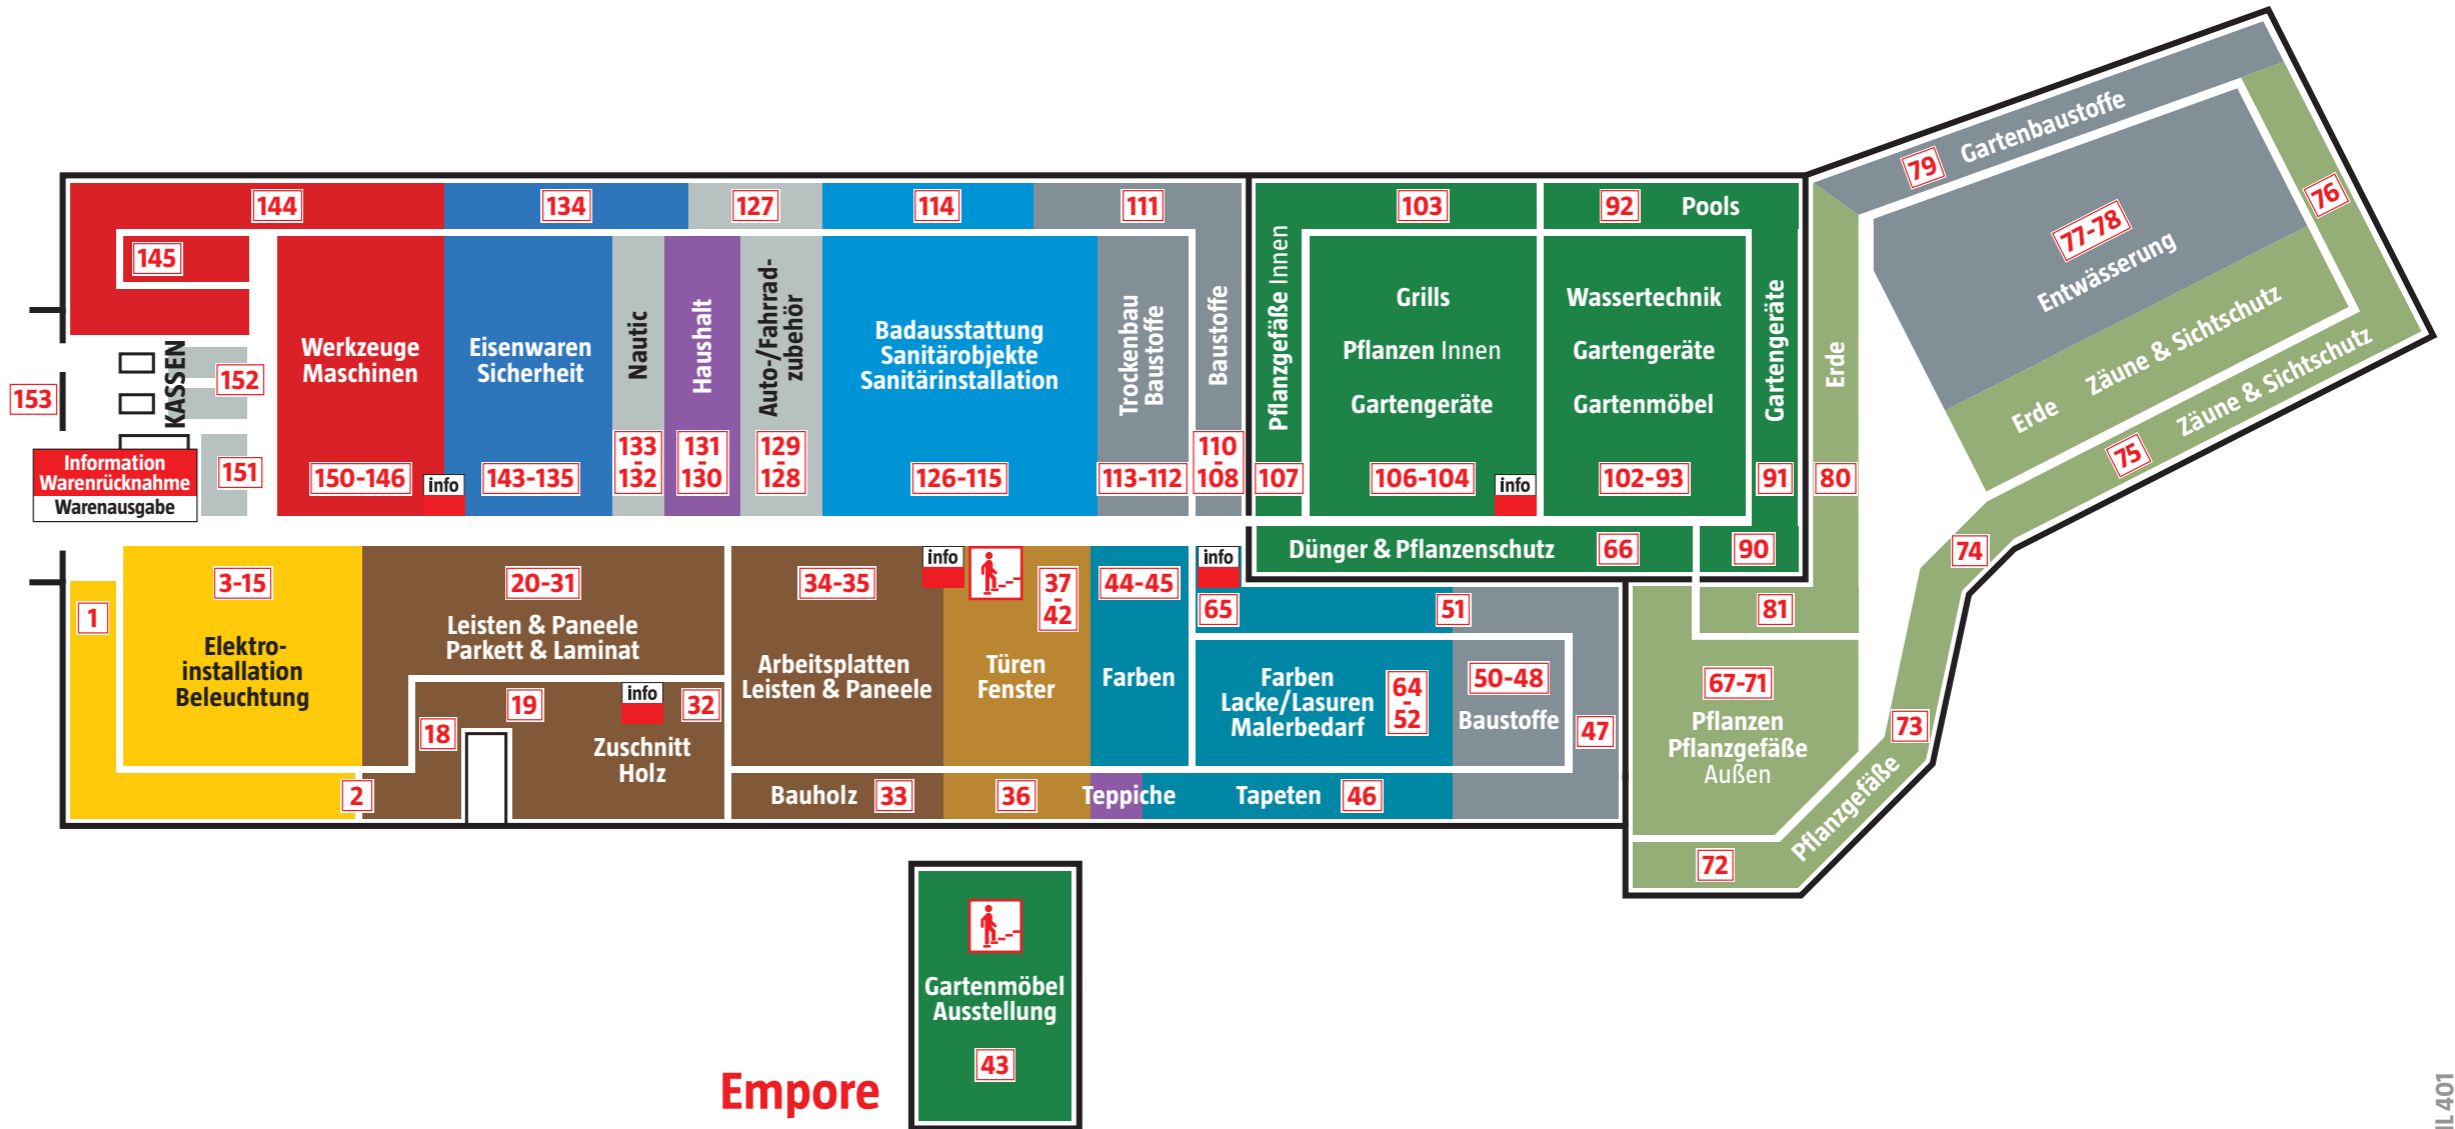 144
134
127
114
111
103
92
Pools
79
Gartenbaustoffe
76
145
77-78
Entwässerung
Erde
Zäune & Sichtschutz
75
Zäune & Sichtschutz
74
153
KASSEN
152
151
Information
Warenrücknahme
Warenausgabe
Werkzeuge
Maschinen
150-146
info
Eisenwaren
Sicherheit
143-135
Nautic
133
-
132
Haushalt
131
-
130
Auto-/Fahrrad-
zubehör
129
-
128
Badausstattung
Sanitärobjekte
Sanitärinstallation
126-115
Trockenbau
Baustoffe
113-112
Baustoffe
110
-
108
Pflanzgefäße Innen
107
Grills
Pflanzen Innen
Gartengeräte
106-104
info
Wassertechnik
Gartengeräte
Gartenmöbel
102-93
Gartengeräte
91
Erde
80
Dünger & Pflanzenschutz
66
90
1
3-15
Elektro-
installation
Beleuchtung
2
20-31
Leisten & Paneele
Parkett & Laminat
18
19
info
32
Zuschnitt
Holz
34-35
Arbeitsplatten
Leisten & Paneele
info
37
-
42
Türen
Fenster
44-45
Farben
info
65
51
Farben
Lacke/Lasuren
Malerbedarf
64
-
52
50-48
Baustoffe
47
Bauholz
33
36
Teppiche
Tapeten
46
81
67-71
Pflanzen
Pflanzgefäße
Außen
73
Pflanzgefäße
72
Gartenmöbel
Ausstellung
43
Empore